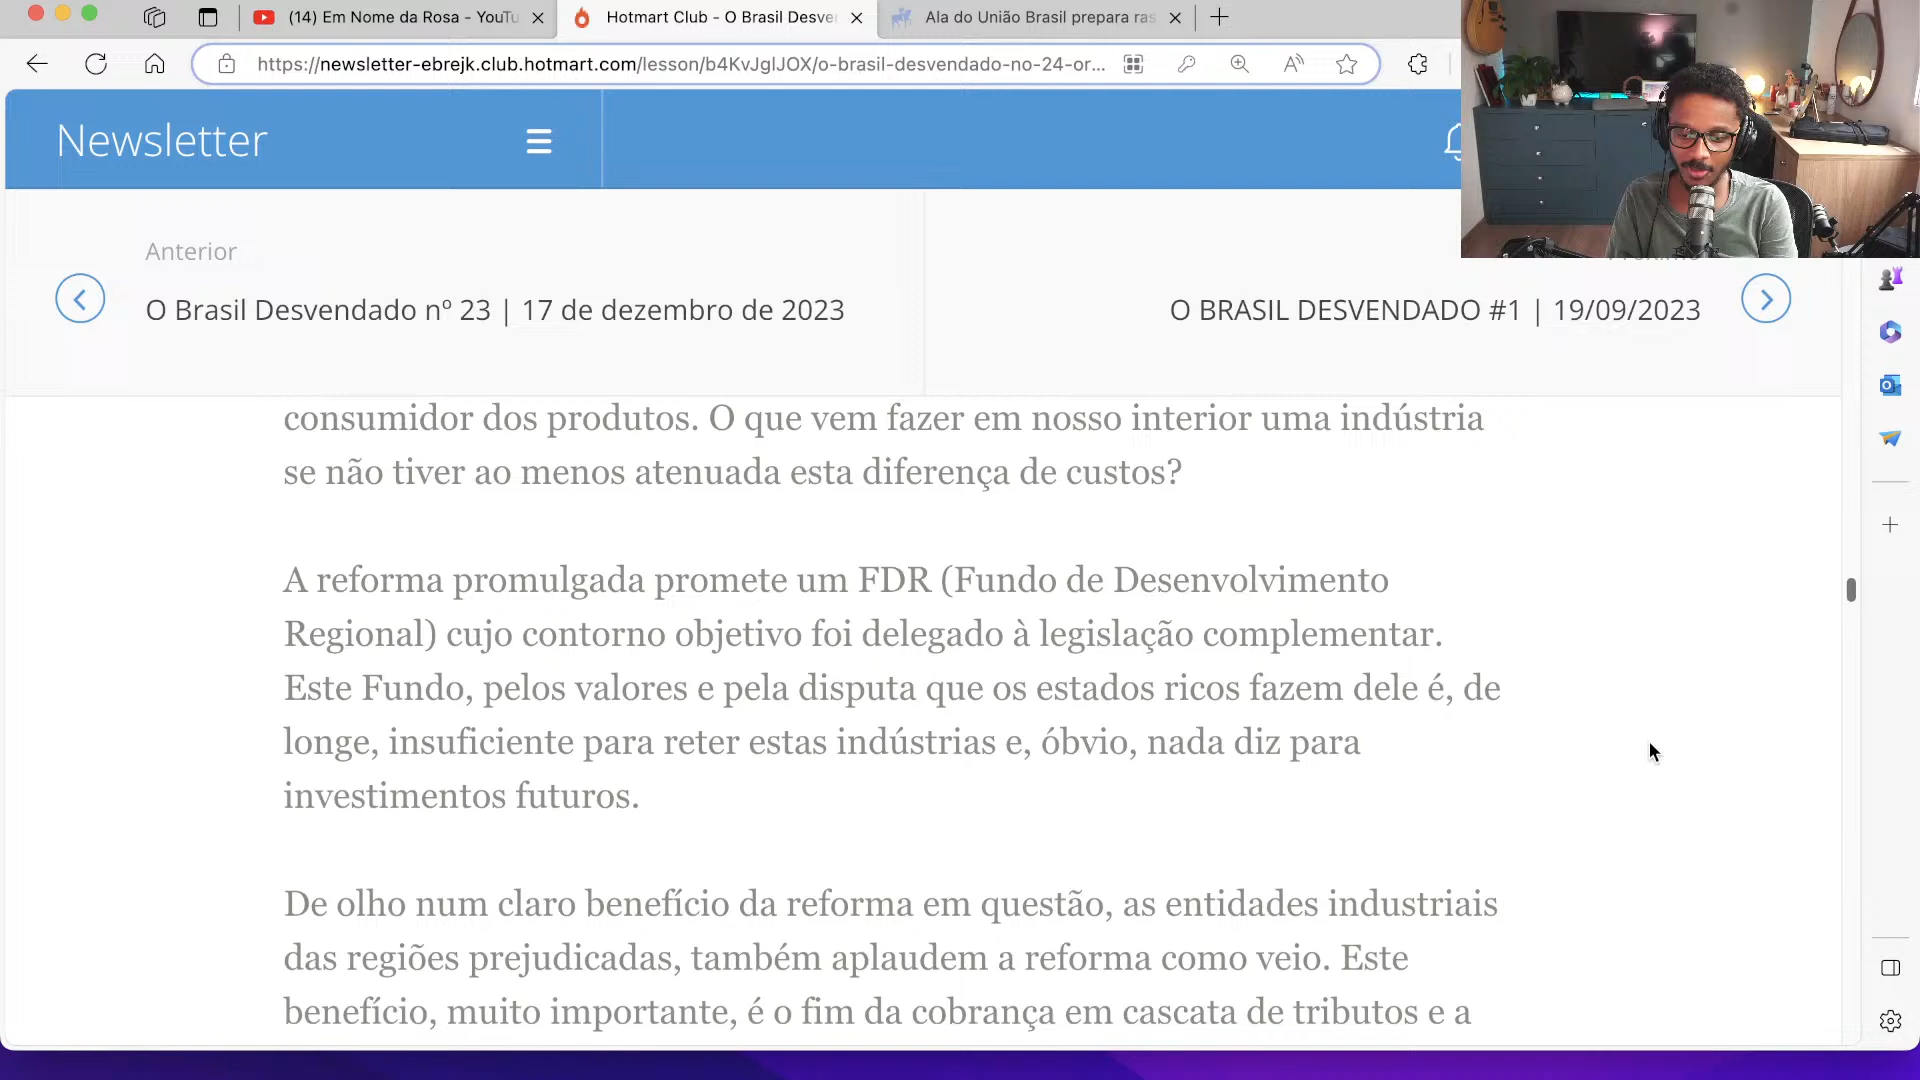 (14) Em Nome da Rosa - YouTu
Hotmart Club - O Brasil Desve
Ala do União Brasil prepara ras
https://newsletter-ebrejk.club.hotmart.com/lesson/b4KvJglJOX/o-brasil-desvendado-no-24-or...
Newsletter
Anterior
O Brasil Desvendado nº 23 | 17 de dezembro de 2023
O BRASIL DESVENDADO #1 | 19/09/2023
consumidor dos produtos. O que vem fazer em nosso interior uma indústria
se não tiver ao menos atenuada esta diferença de custos?
A reforma promulgada promete um FDR (Fundo de Desenvolvimento
Regional) cujo contorno objetivo foi delegado à legislação complementar.
Este Fundo, pelos valores e pela disputa que os estados ricos fazem dele é, de
longe, insuficiente para reter estas indústrias e, óbvio, nada diz para
investimentos futuros.
De olho num claro benefício da reforma em questão, as entidades industriais
das regiões prejudicadas, também aplaudem a reforma como veio. Este
benefício, muito importante, é o fim da cobrança em cascata de tributos e a